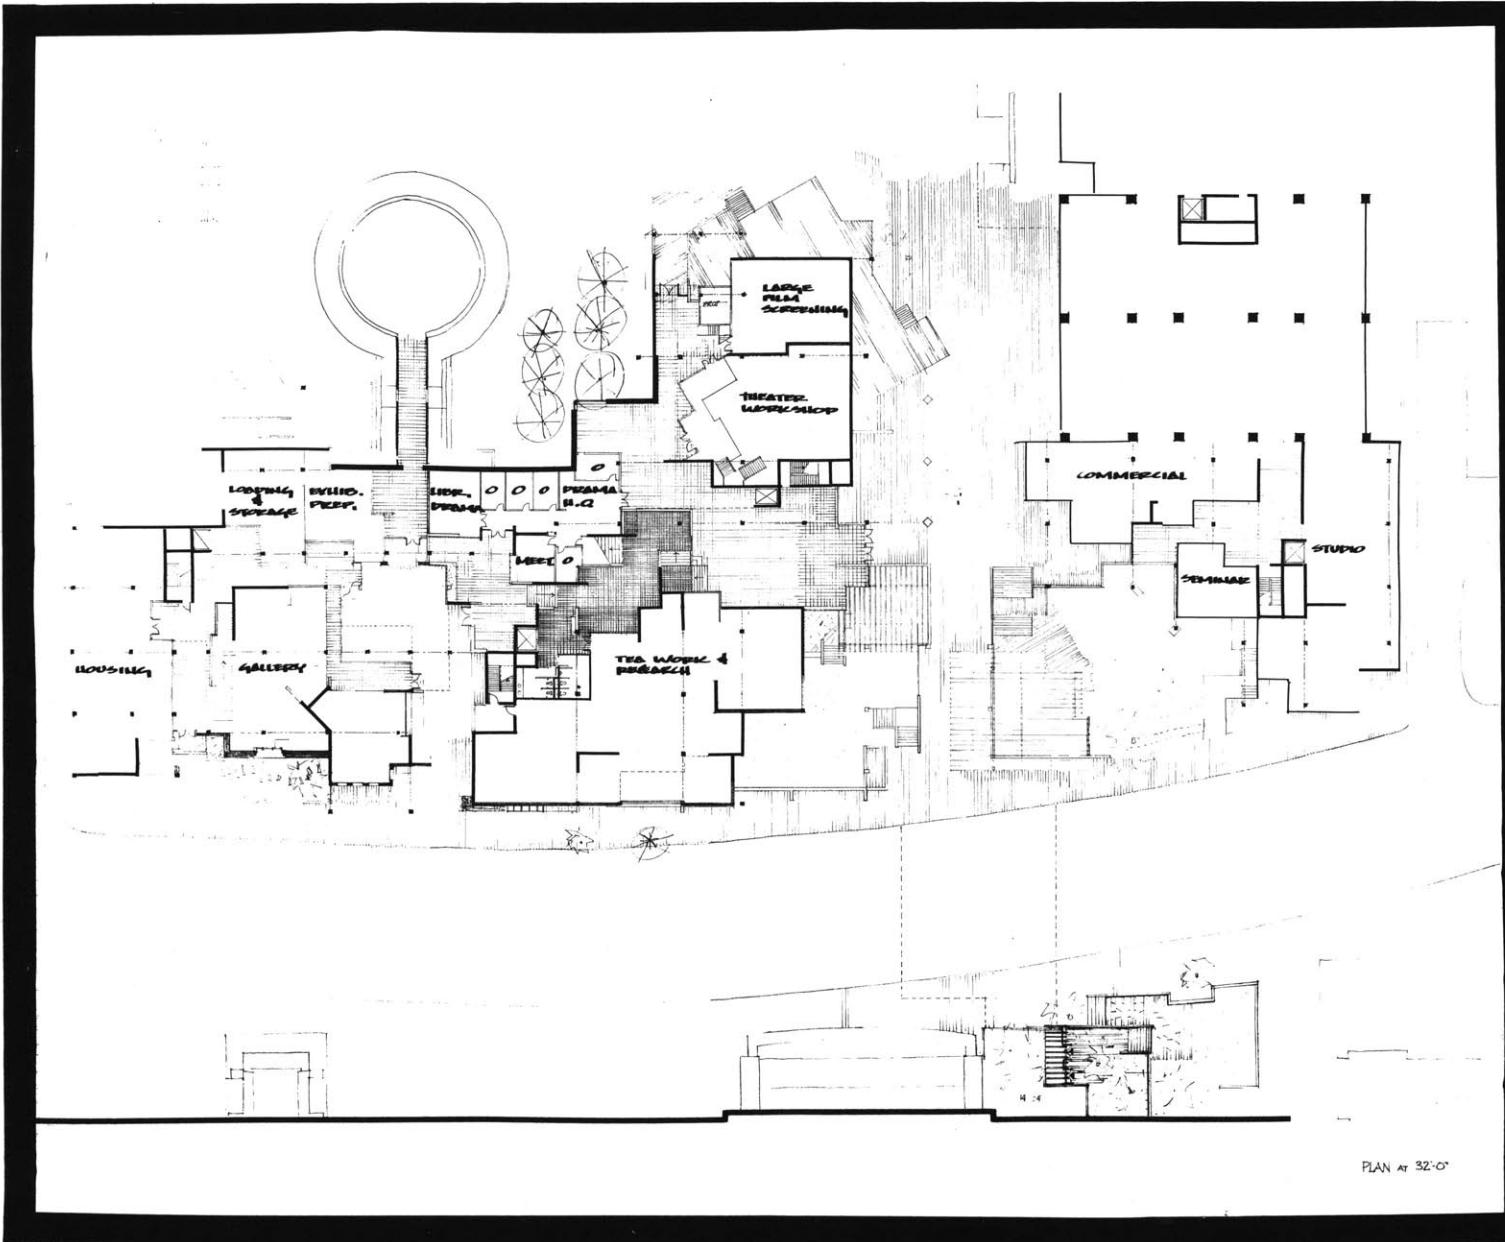 LARGE
FILM
SCREENING
PROJ
THEATER
WORKSHOP
LOADING
&
STORAGE
EXHIB.
PREP.
LIBR.
DRAMA
O
O
O
O
DRAMA
H.Q
MEET.
O
COMMERCIAL
STUDIO
SEMINAR
HOUSING
GALLERY
TEA WORK &
RESEARCH
PLAN AT 32'-0"